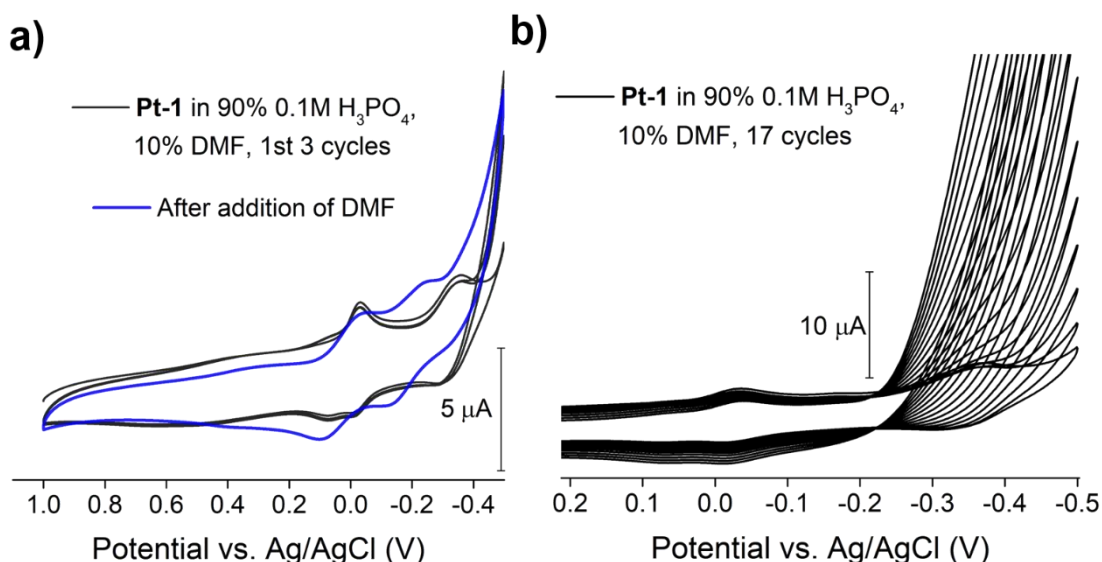 a)
Pt-1 in 90% 0.1M H₃PO₄,
10% DMF, 1st 3 cycles
After addition of DMF
5 μA
1.0 0.8 0.6 0.4 0.2 0.0 -0.2 -0.4
Potential vs. Ag/AgCl (V)
b)
Pt-1 in 90% 0.1M H₃PO₄,
10% DMF, 17 cycles
10 μA
0.2 0.1 0.0 -0.1 -0.2 -0.3 -0.4 -0.5
Potential vs. Ag/AgCl (V)